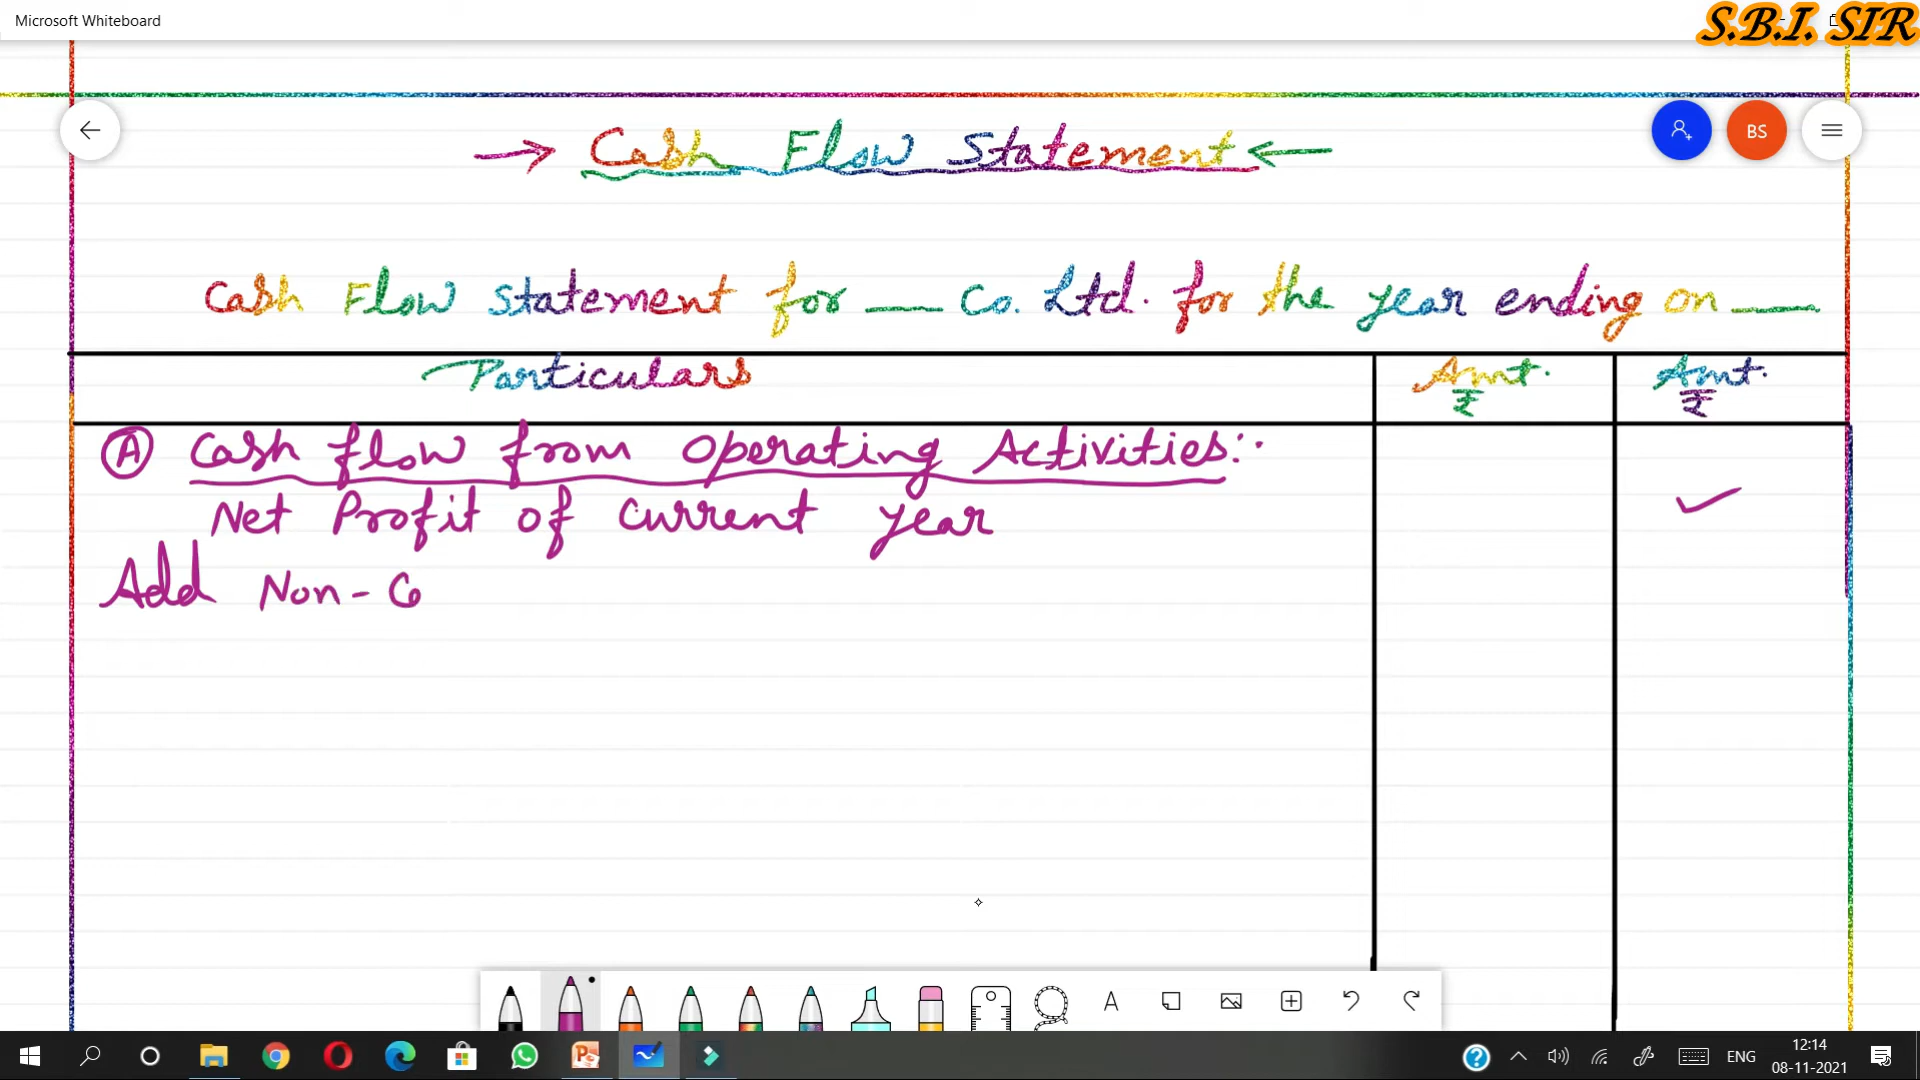 Microsoft Whiteboard
S.B.I. SIR
BS
→ Cash Flow Statement ←
Cash Flow Statement for ___ Co. Ltd. for the year ending on ___.
Particulars Amt. ₹ Amt. ₹
(A) Cash flow from Operating Activities:-
Net Profit of current year ✓
Add Non-C
A
ENG
12:14
08-11-2021